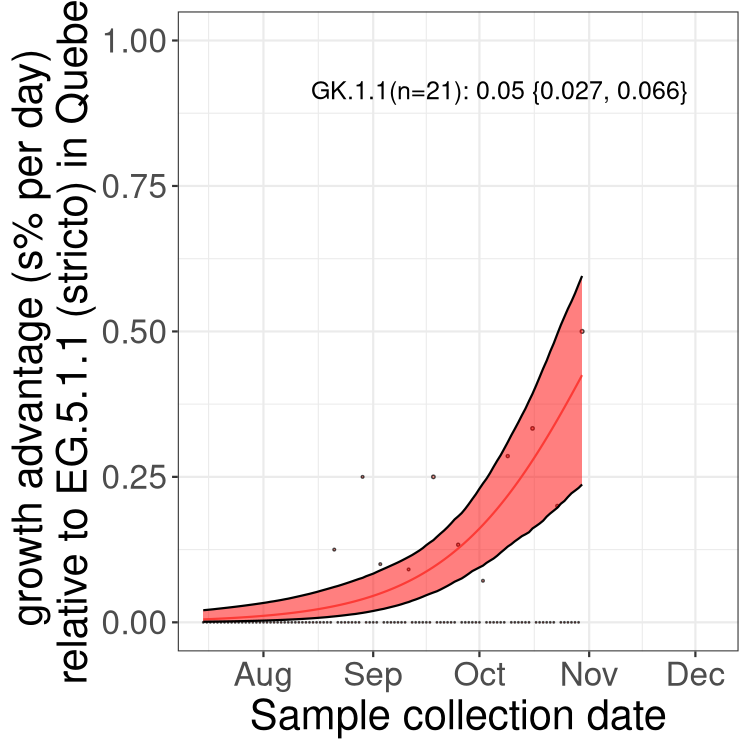 growth advantage (s% per day)
relative to EG.5.1.1 (stricto) in Quebe
1.00
0.75
0.50
0.25
0.00
GK.1.1(n=21): 0.05 {0.027, 0.066}
Aug Sep Oct Nov Dec
Sample collection date